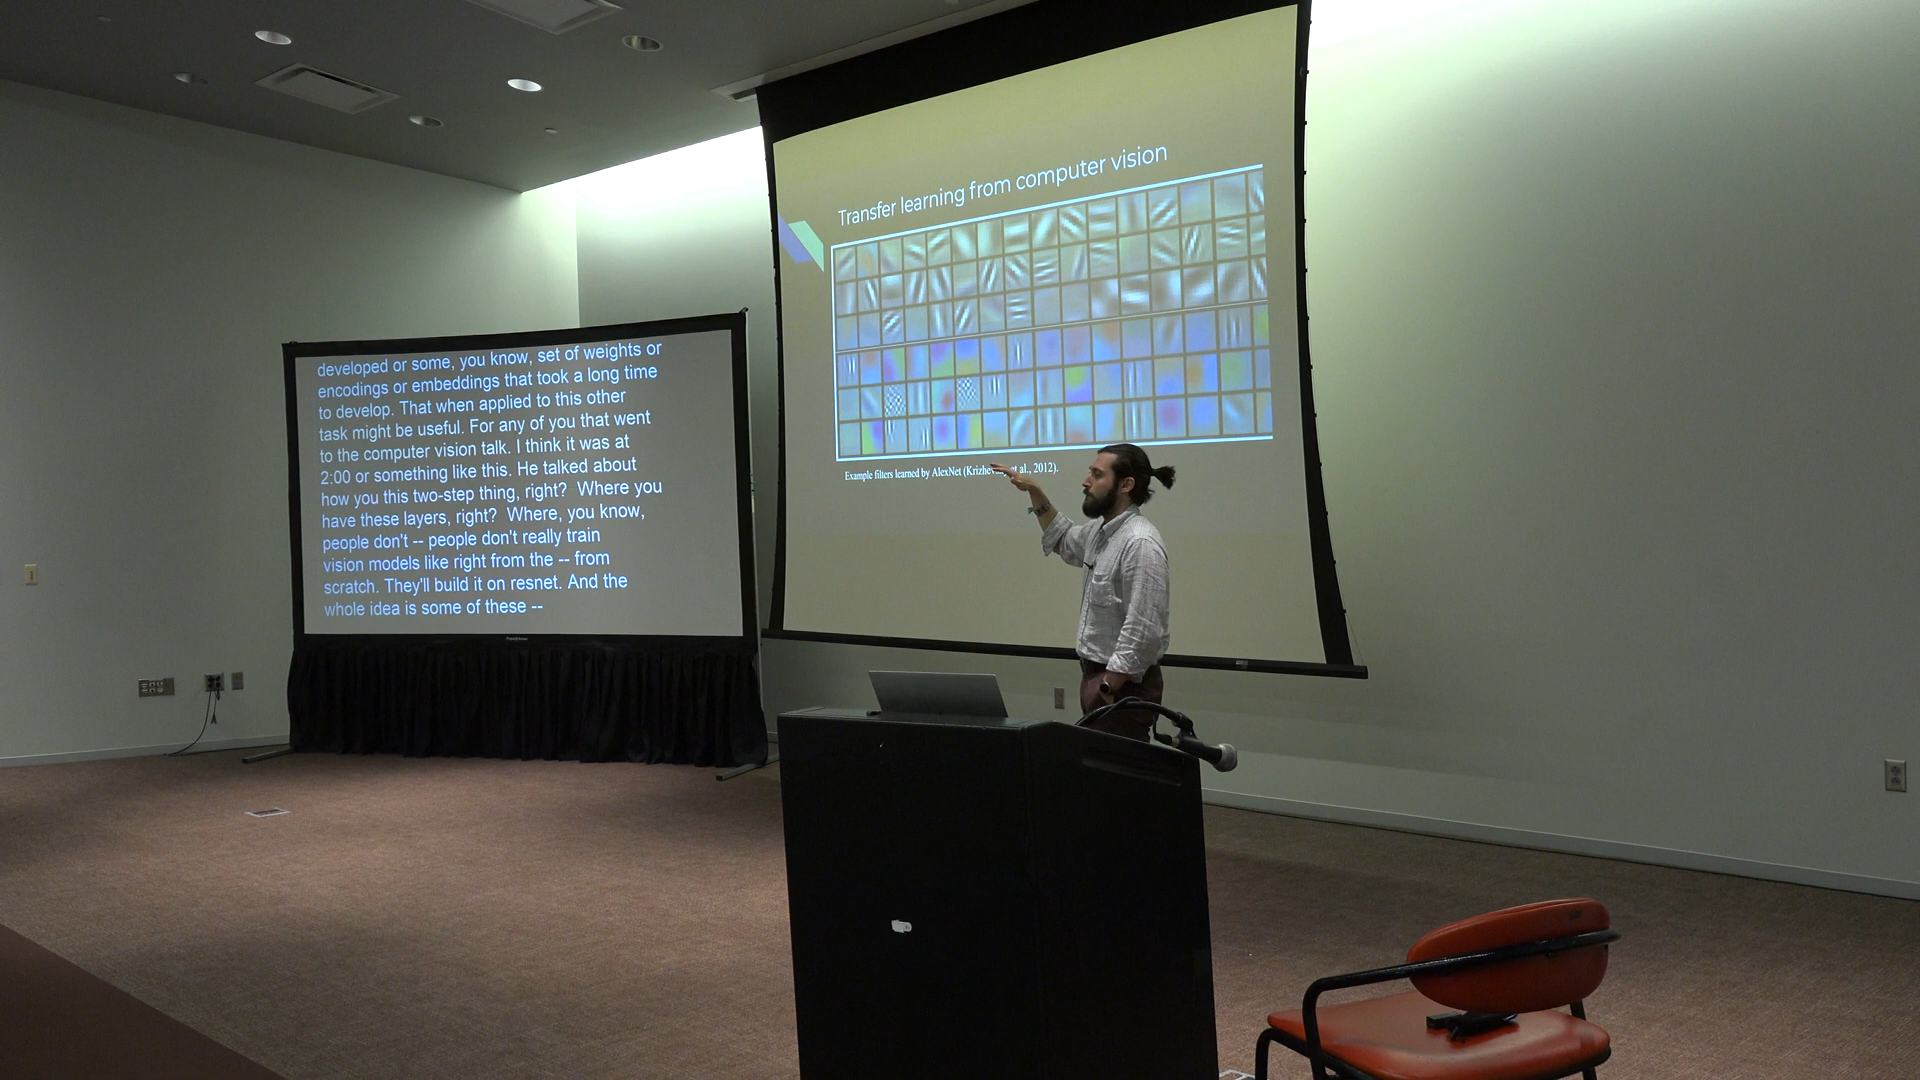 developed or some, you know, set of weights or
encodings or embeddings that took a long time
to develop. That when applied to this other
task might be useful. For any of you that went
to the computer vision talk. I think it was at
2:00 or something like this. He talked about
how you this two-step thing, right?  Where you
have these layers, right?  Where, you know,
people don't -- people don't really train
vision models like right from the -- from
scratch. They'll build it on resnet. And the
whole idea is some of these --
Transfer learning from computer vision
Example filters learned by AlexNet et al., 2012).